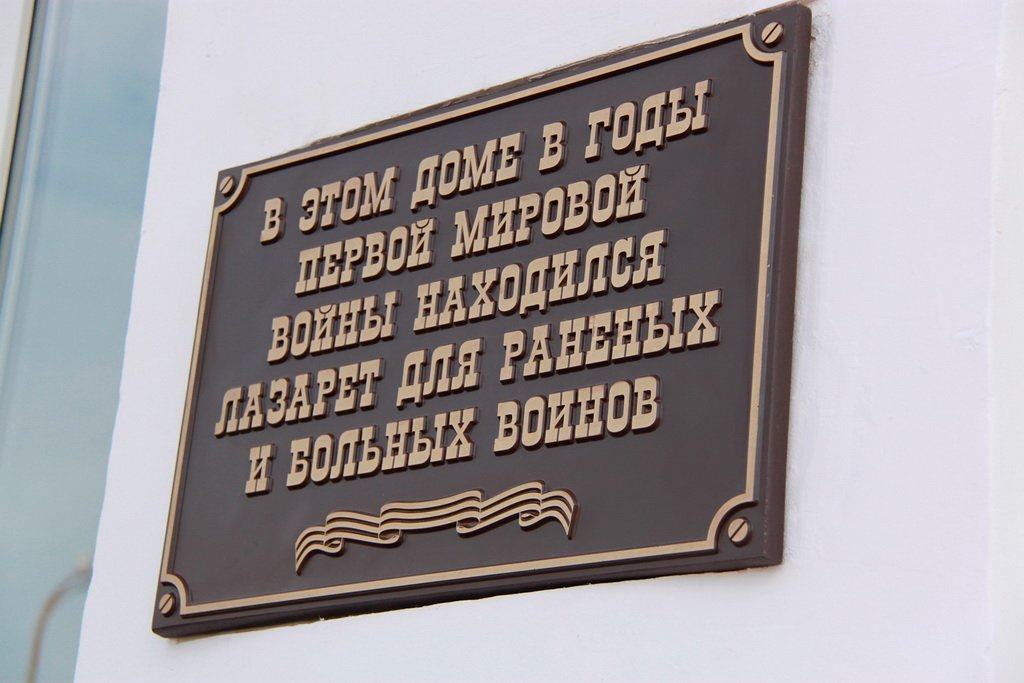 В ЭТОМ ДОМЕ В ГОДЫ
ПЕРВОЙ МИРОВОЙ
ВОЙНЫ НАХОДИЛСЯ
ЛАЗАРЕТ ДЛЯ РАНЕНЫХ
И БОЛЬНЫХ ВОИНОВ